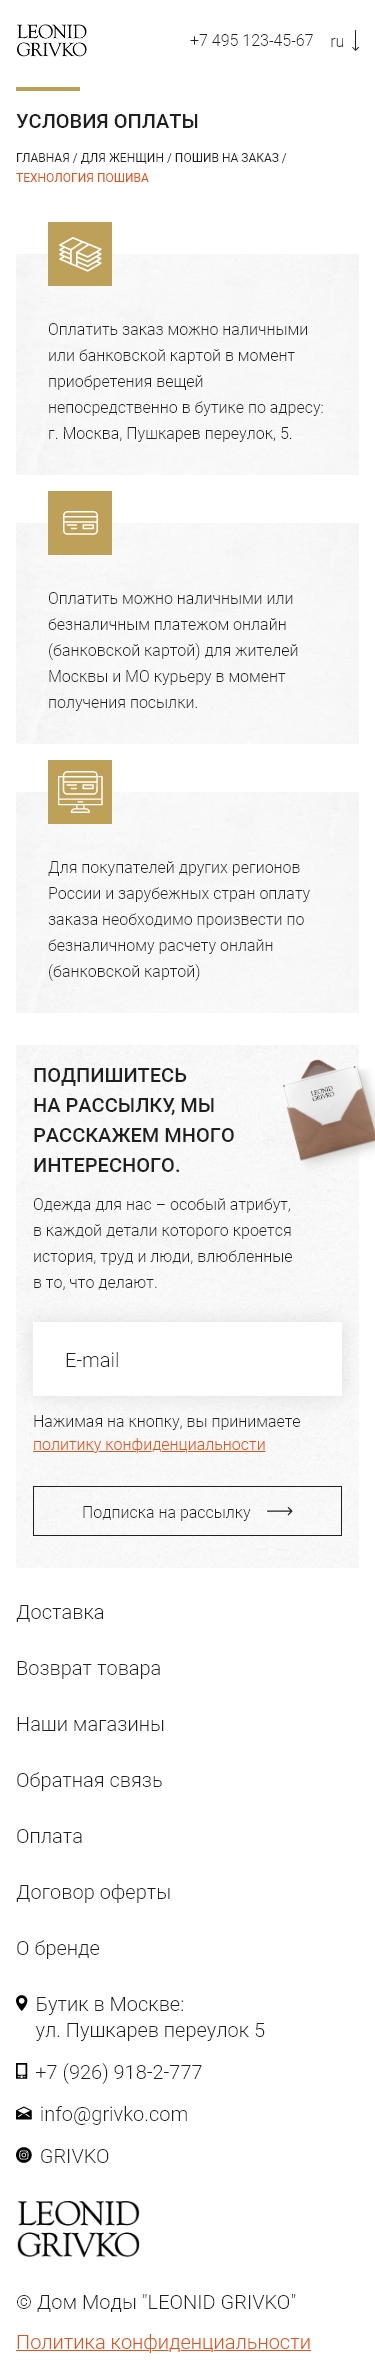 LEONID
GRIVKO
+7 495 123-45-67 ru
УСЛОВИЯ ОПЛАТЫ
ГЛАВНАЯ / ДЛЯ ЖЕНЩИН / ПОШИВ НА ЗАКАЗ /
ТЕХНОЛОГИЯ ПОШИВА
Оплатить заказ можно наличными
или банковской картой в момент
приобретения вещей
непосредственно в бутике по адресу:
г. Москва, Пушкарев переулок, 5.
Оплатить можно наличными или
безналичным платежом онлайн
(банковской картой) для жителей
Москвы и МО курьеру в момент
получения посылки.
Для покупателей других регионов
России и зарубежных стран оплату
заказа необходимо произвести по
безналичному расчету онлайн
(банковской картой)
ПОДПИШИТЕСЬ
НА РАССЫЛКУ, МЫ
РАССКАЖЕМ МНОГО
ИНТЕРЕСНОГО.
LEONID
GRIVKO
Одежда для нас – особый атрибут,
в каждой детали которого кроется
история, труд и люди, влюбленные
в то, что делают.
E-mail
Нажимая на кнопку, вы принимаете
политику конфиденциальности
Подписка на рассылку
Доставка
Возврат товара
Наши магазины
Обратная связь
Оплата
Договор оферты
О бренде
Бутик в Москве:
ул. Пушкарев переулок 5
+7 (926) 918-2-777
info@grivko.com
GRIVKO
LEONID
GRIVKO
© Дом Моды "LEONID GRIVKO"
Политика конфиденциальности